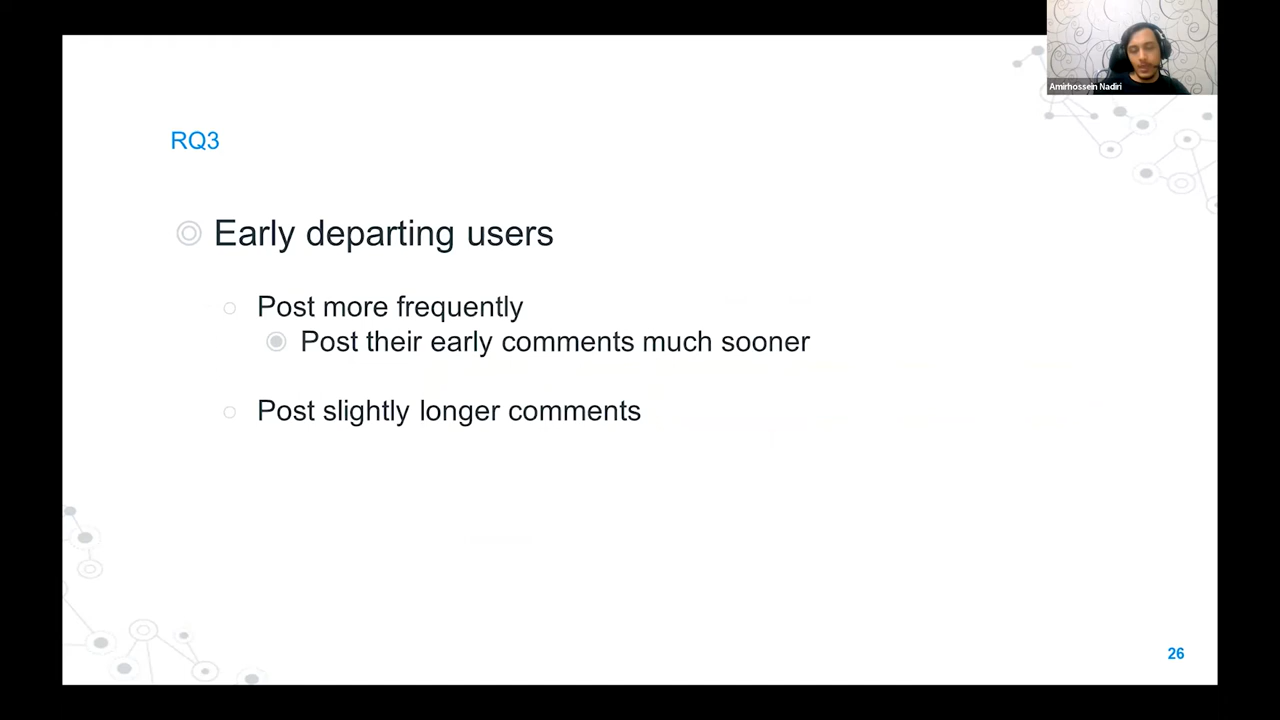 Amirhossein Nadiri
RQ3
Early departing users
Post more frequently
Post their early comments much sooner
Post slightly longer comments
26